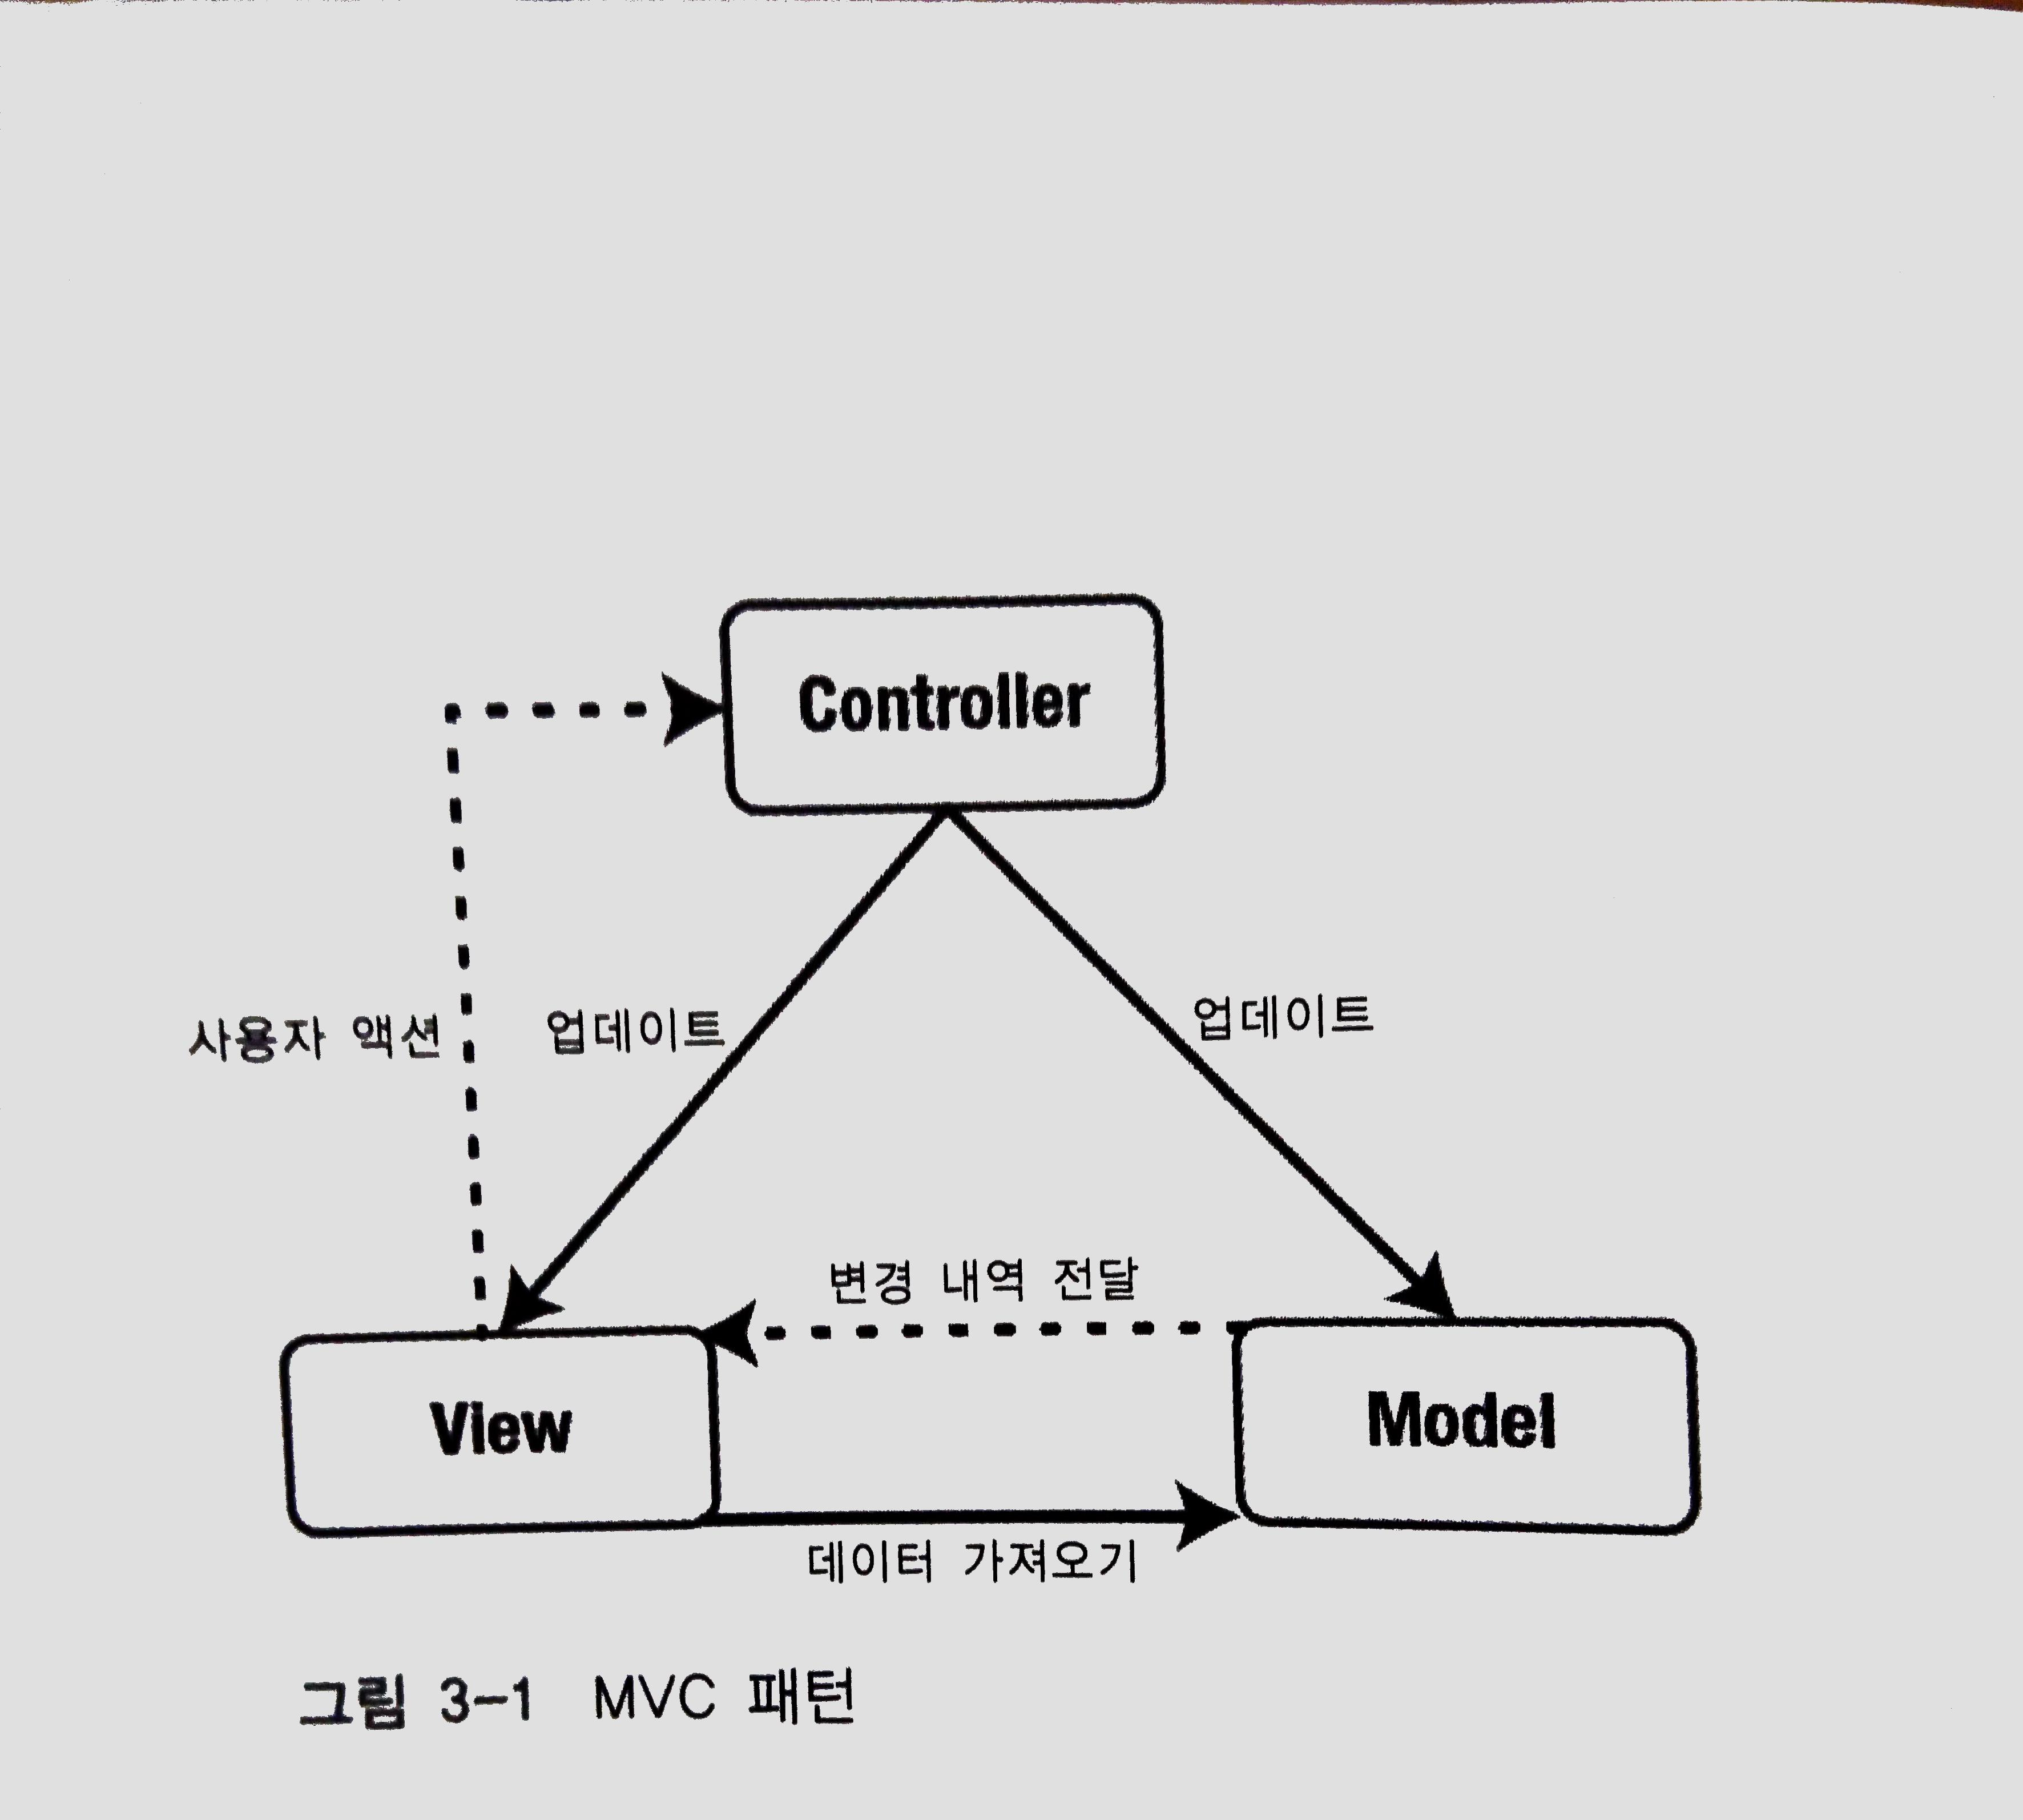 Controller
사용자 액션
업데이트
업데이트
변경 내역 전달
View
Model
데이터 가져오기
그림 3-1 MVC 패턴